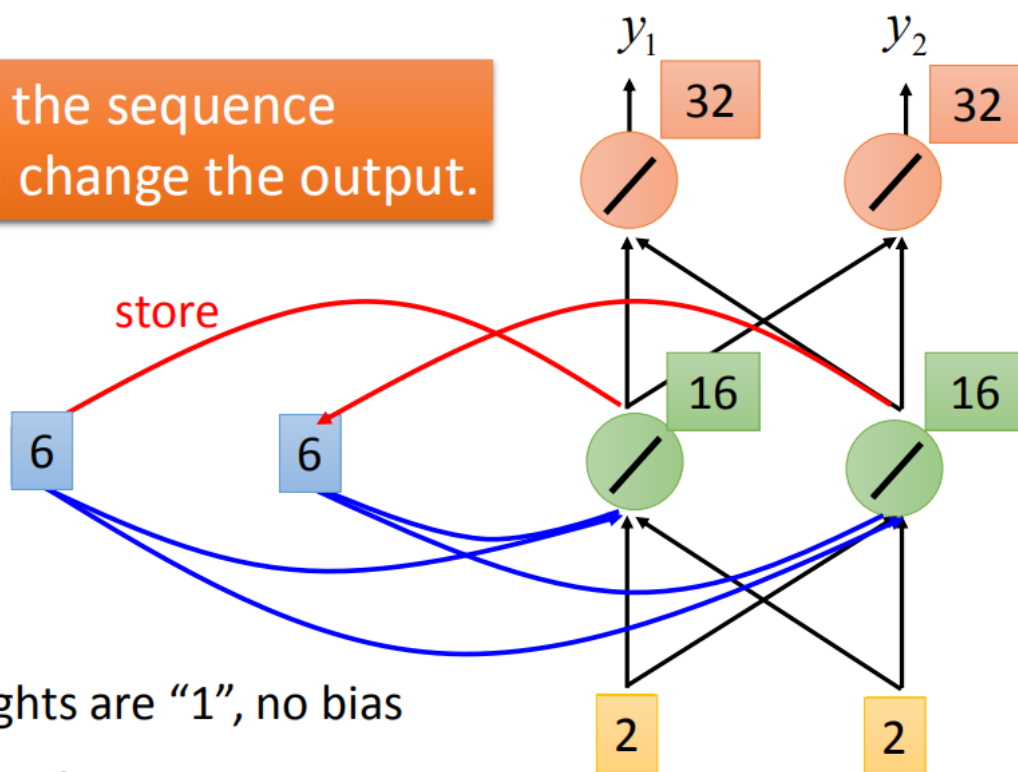 y₁ y₂
32 32
the sequence
change the output.
store
16 16
6 6
ghts are “1”, no bias
2 2